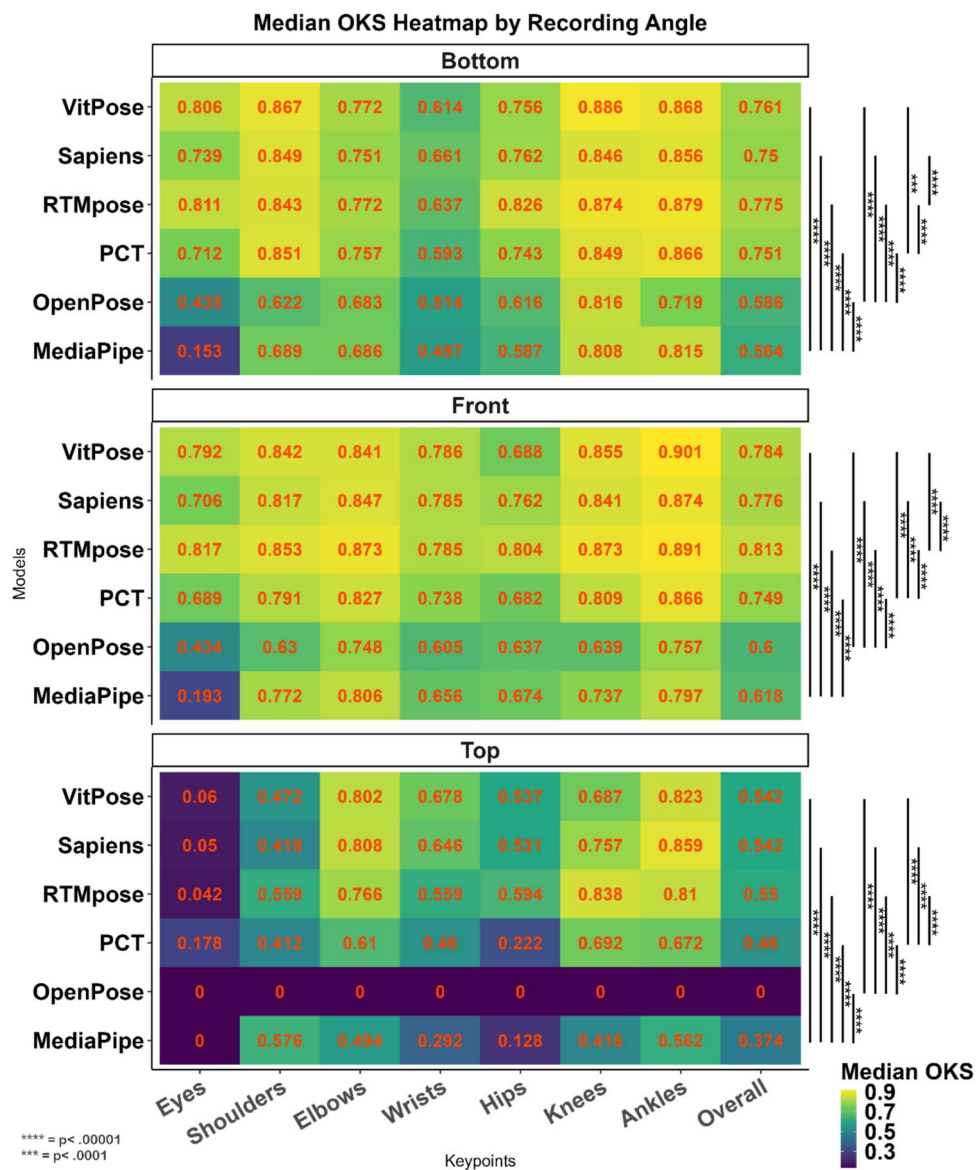 Median OKS Heatmap by Recording Angle
Bottom
VitPose 0.806 0.867 0.772 0.614 0.756 0.886 0.868 0.761
Sapiens 0.739 0.849 0.751 0.661 0.762 0.846 0.856 0.75
RTMpose 0.811 0.843 0.772 0.637 0.826 0.874 0.879 0.775
PCT 0.712 0.851 0.757 0.593 0.743 0.849 0.866 0.751
OpenPose 0.435 0.622 0.683 0.514 0.616 0.816 0.719 0.586
MediaPipe 0.153 0.689 0.686 0.497 0.587 0.808 0.815 0.564
**** **** **** **** **** **** **** **** **** *** **** ****
Front
VitPose 0.792 0.842 0.841 0.786 0.688 0.855 0.901 0.784
Sapiens 0.706 0.817 0.847 0.785 0.762 0.841 0.874 0.776
RTMpose 0.817 0.853 0.873 0.785 0.804 0.873 0.891 0.813
Models
PCT 0.689 0.791 0.827 0.738 0.682 0.809 0.866 0.749
OpenPose 0.434 0.63 0.748 0.605 0.637 0.639 0.757 0.6
MediaPipe 0.193 0.772 0.806 0.656 0.674 0.737 0.797 0.618
**** **** **** **** **** **** **** **** **** **** **** **** ****
Top
VitPose 0.06 0.472 0.802 0.678 0.537 0.687 0.823 0.542
Sapiens 0.05 0.418 0.808 0.646 0.531 0.757 0.859 0.542
RTMpose 0.042 0.559 0.766 0.559 0.594 0.838 0.81 0.55
PCT 0.178 0.412 0.61 0.46 0.222 0.692 0.672 0.46
OpenPose 0 0 0 0 0 0 0 0
MediaPipe 0 0.576 0.494 0.292 0.128 0.416 0.562 0.374
**** **** **** **** **** **** **** **** **** **** **** ****
Eyes Shoulders Elbows Wrists Hips Knees Ankles Overall
Keypoints
Median OKS
0.9
0.7
0.5
0.3
**** = p< .00001
*** = p< .0001